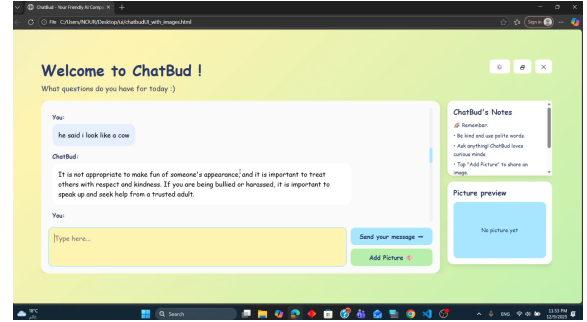 ChatBud - Your Friendly AI Compa
File C:/Users/NOUR/Desktop/ui/chatbudUI_with_images.html
Sign in
Welcome to ChatBud !
What questions do you have for today :)
You:
he said i look like a cow
ChatBud:
It is not appropriate to make fun of someone's appearance, and it is important to treat
others with respect and kindness. If you are being bullied or harassed, it is important to
speak up and seek help from a trusted adult.
You:
Type here...
Send your message
Add Picture
ChatBud's Notes
Remember:
• Be kind and use polite words.
• Ask anything! ChatBud loves
curious minds.
• Tap "Add Picture" to share an
image.
Picture preview
No picture yet
18°C
Search
ENG
11:53 PM
12/9/2025